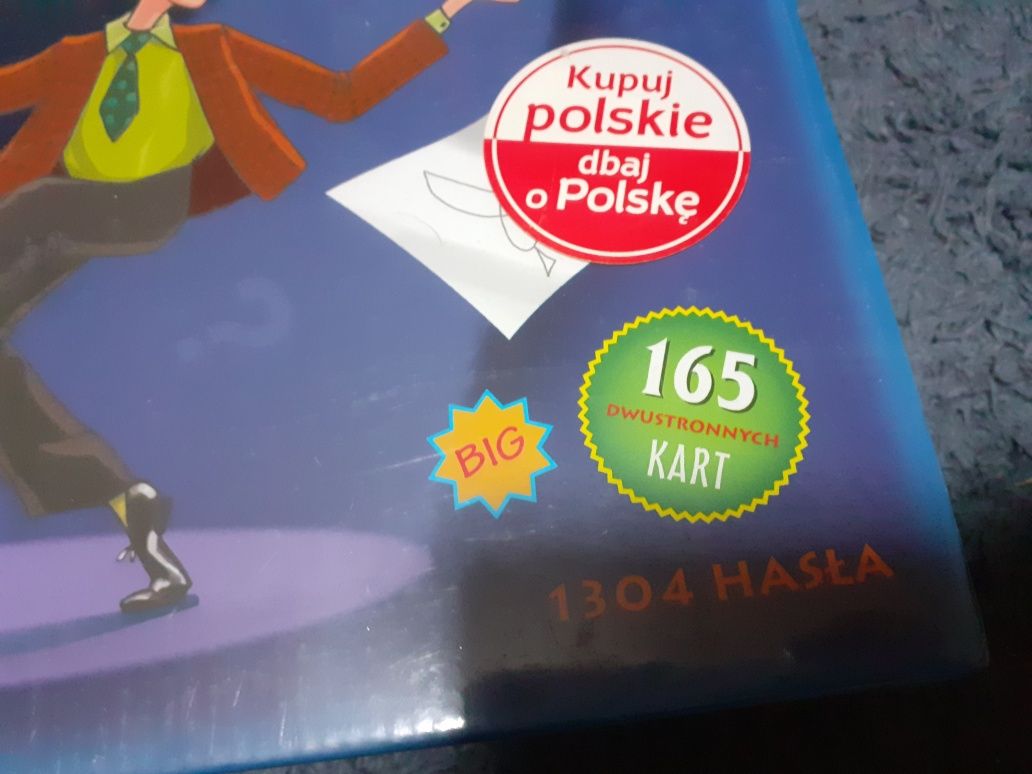 Kupuj
polskie
dbaj
o Polskę
165
DWUSTRONNYCH
KART
BIG
1304 HASŁA